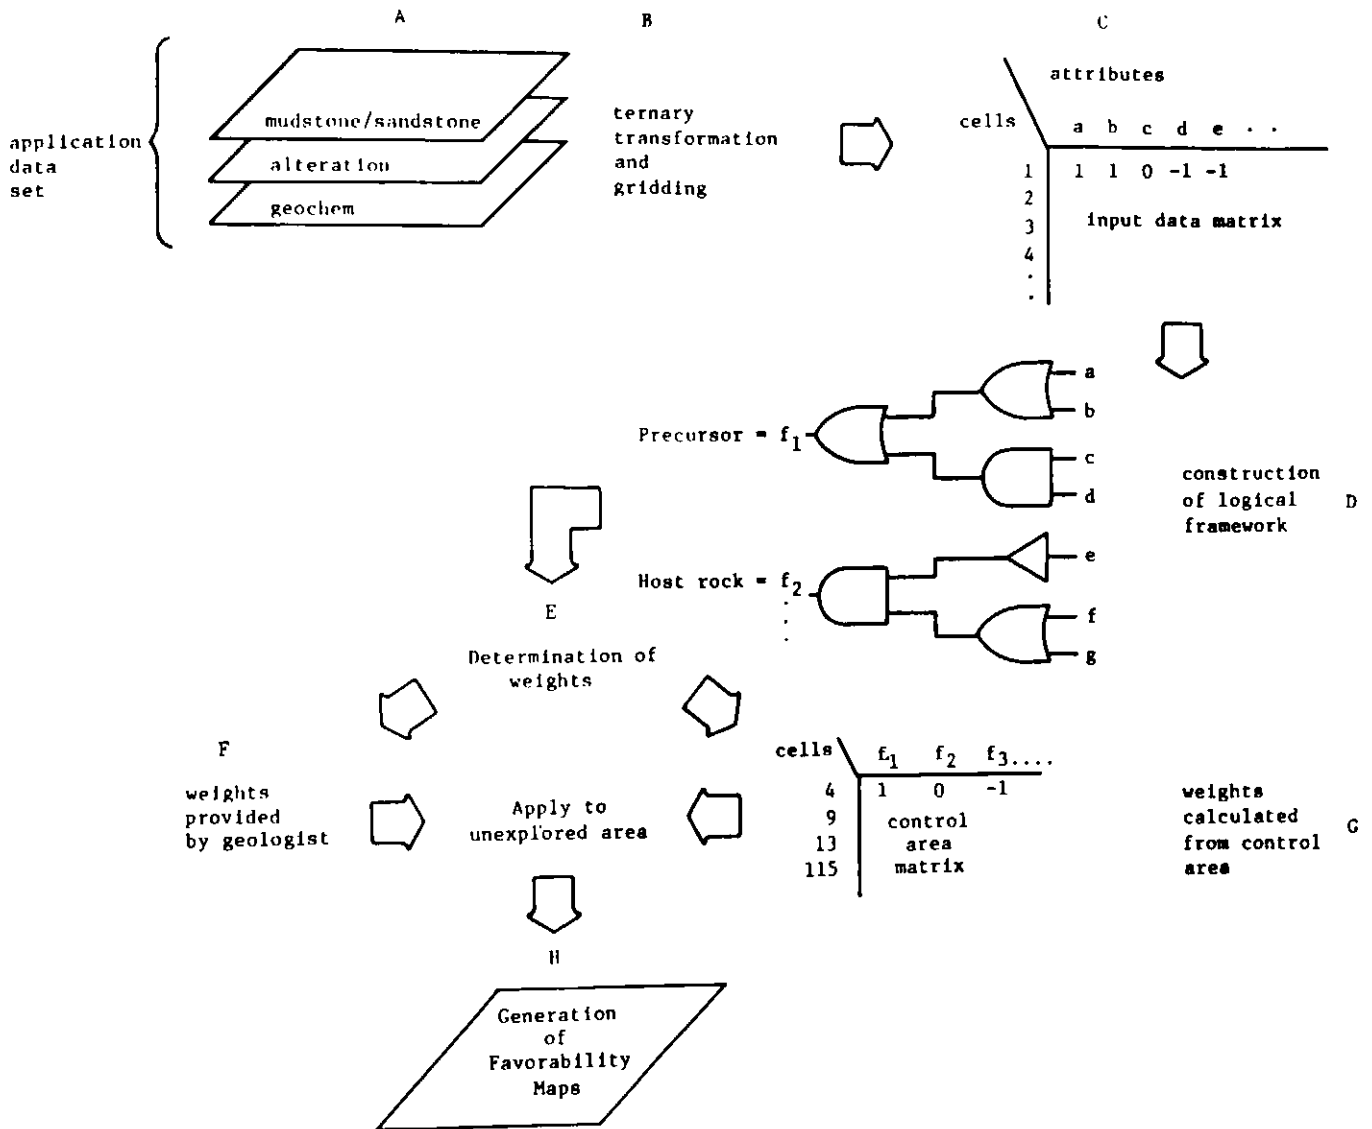 A
B
C
application
data
set
mudstone/sandstone
alteration
geochem
ternary
transformation
and
gridding
attributes
cells
a b c d e . .
1 1 1 0 -1 -1
2
3
4
.
.
input data matrix
Precursor = f1
a
b
c
d
construction
of logical
framework
D
Host rock = f2
.
.
.
e
f
g
E
Determination of
weights
F
weights
provided
by geologist
Apply to
unexplored area
cells f1 f2 f3....
4 1 0 -1
9
13
115
control
area
matrix
weights
calculated
from control
area
G
H
Generation
of
Favorability
Maps